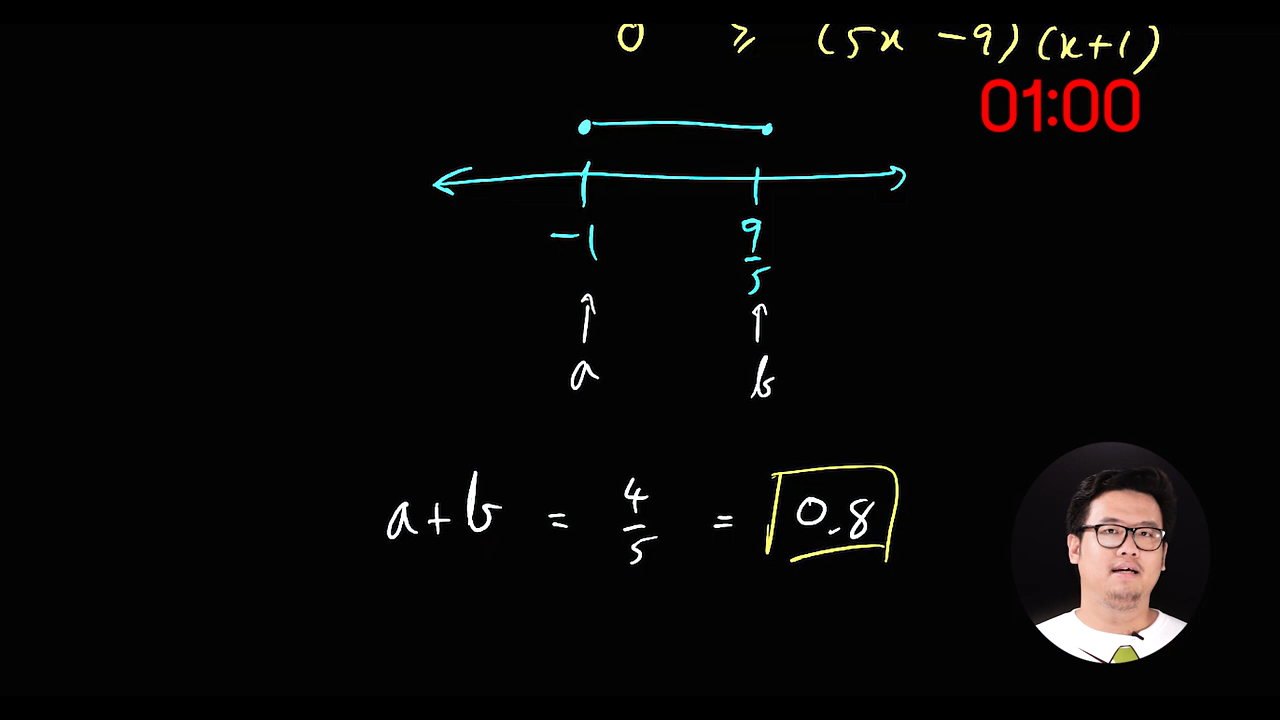 0 ≥ (5x - 9)(x+1)
01:00
-1 9/5
a b
a+b = 4/5 = 0.8